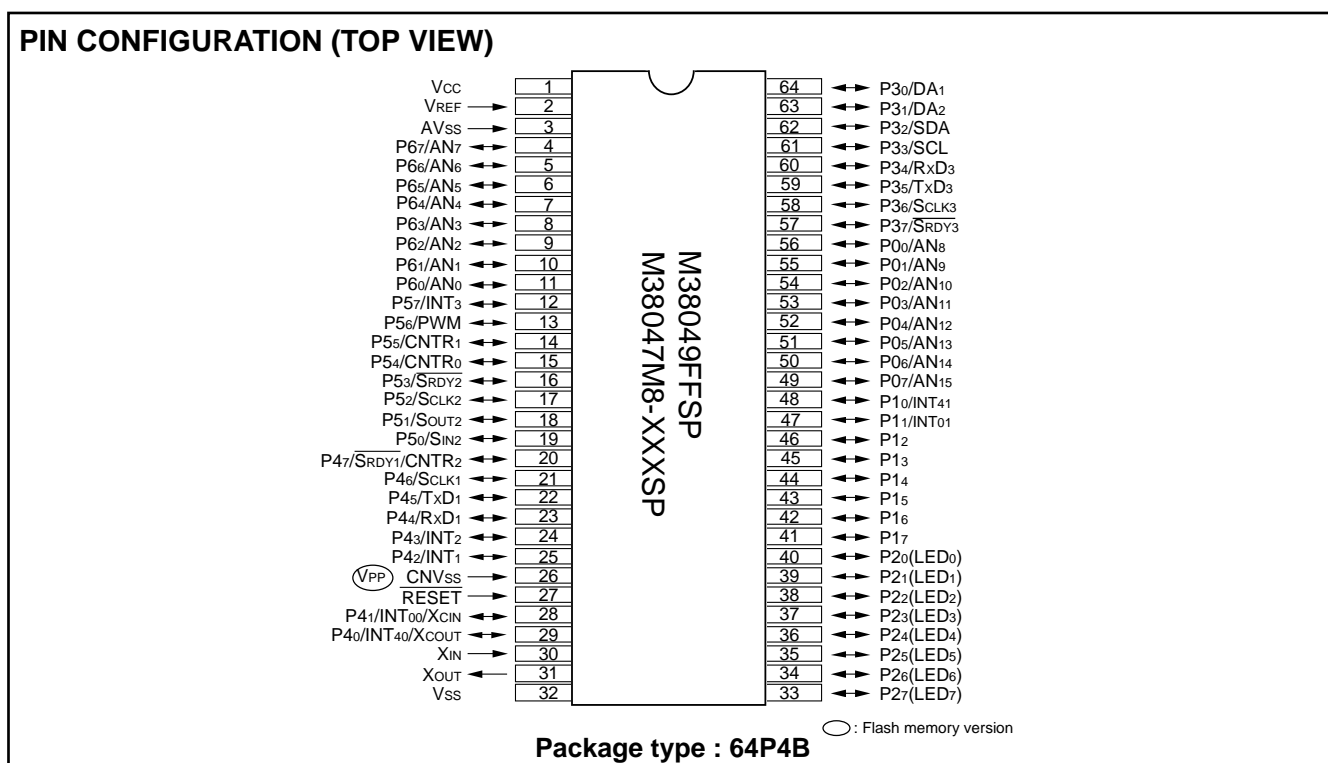 PIN CONFIGURATION (TOP VIEW)
VCC 1
VREF 2
AVSS 3
P67/AN7 4
P66/AN6 5
P65/AN5 6
P64/AN4 7
P63/AN3 8
P62/AN2 9
P61/AN1 10
P60/AN0 11
P57/INT3 12
P56/PWM 13
P55/CNTR1 14
P54/CNTR0 15
P53/SRDY2 16
P52/SCLK2 17
P51/SOUT2 18
P50/SIN2 19
P47/SRDY1/CNTR2 20
P46/SCLK1 21
P45/TXD1 22
P44/RXD1 23
P43/INT2 24
P42/INT1 25
VPP CNVSS 26
RESET 27
P41/INT00/XCIN 28
P40/INT40/XCOUT 29
XIN 30
XOUT 31
VSS 32
M38049FFSP
M38047M8-XXXSP
64 P30/DA1
63 P31/DA2
62 P32/SDA
61 P33/SCL
60 P34/RXD3
59 P35/TXD3
58 P36/SCLK3
57 P37/SRDY3
56 P00/AN8
55 P01/AN9
54 P02/AN10
53 P03/AN11
52 P04/AN12
51 P05/AN13
50 P06/AN14
49 P07/AN15
48 P10/INT41
47 P11/INT01
46 P12
45 P13
44 P14
43 P15
42 P16
41 P17
40 P20(LED0)
39 P21(LED1)
38 P22(LED2)
37 P23(LED3)
36 P24(LED4)
35 P25(LED5)
34 P26(LED6)
33 P27(LED7)
: Flash memory version
Package type : 64P4B